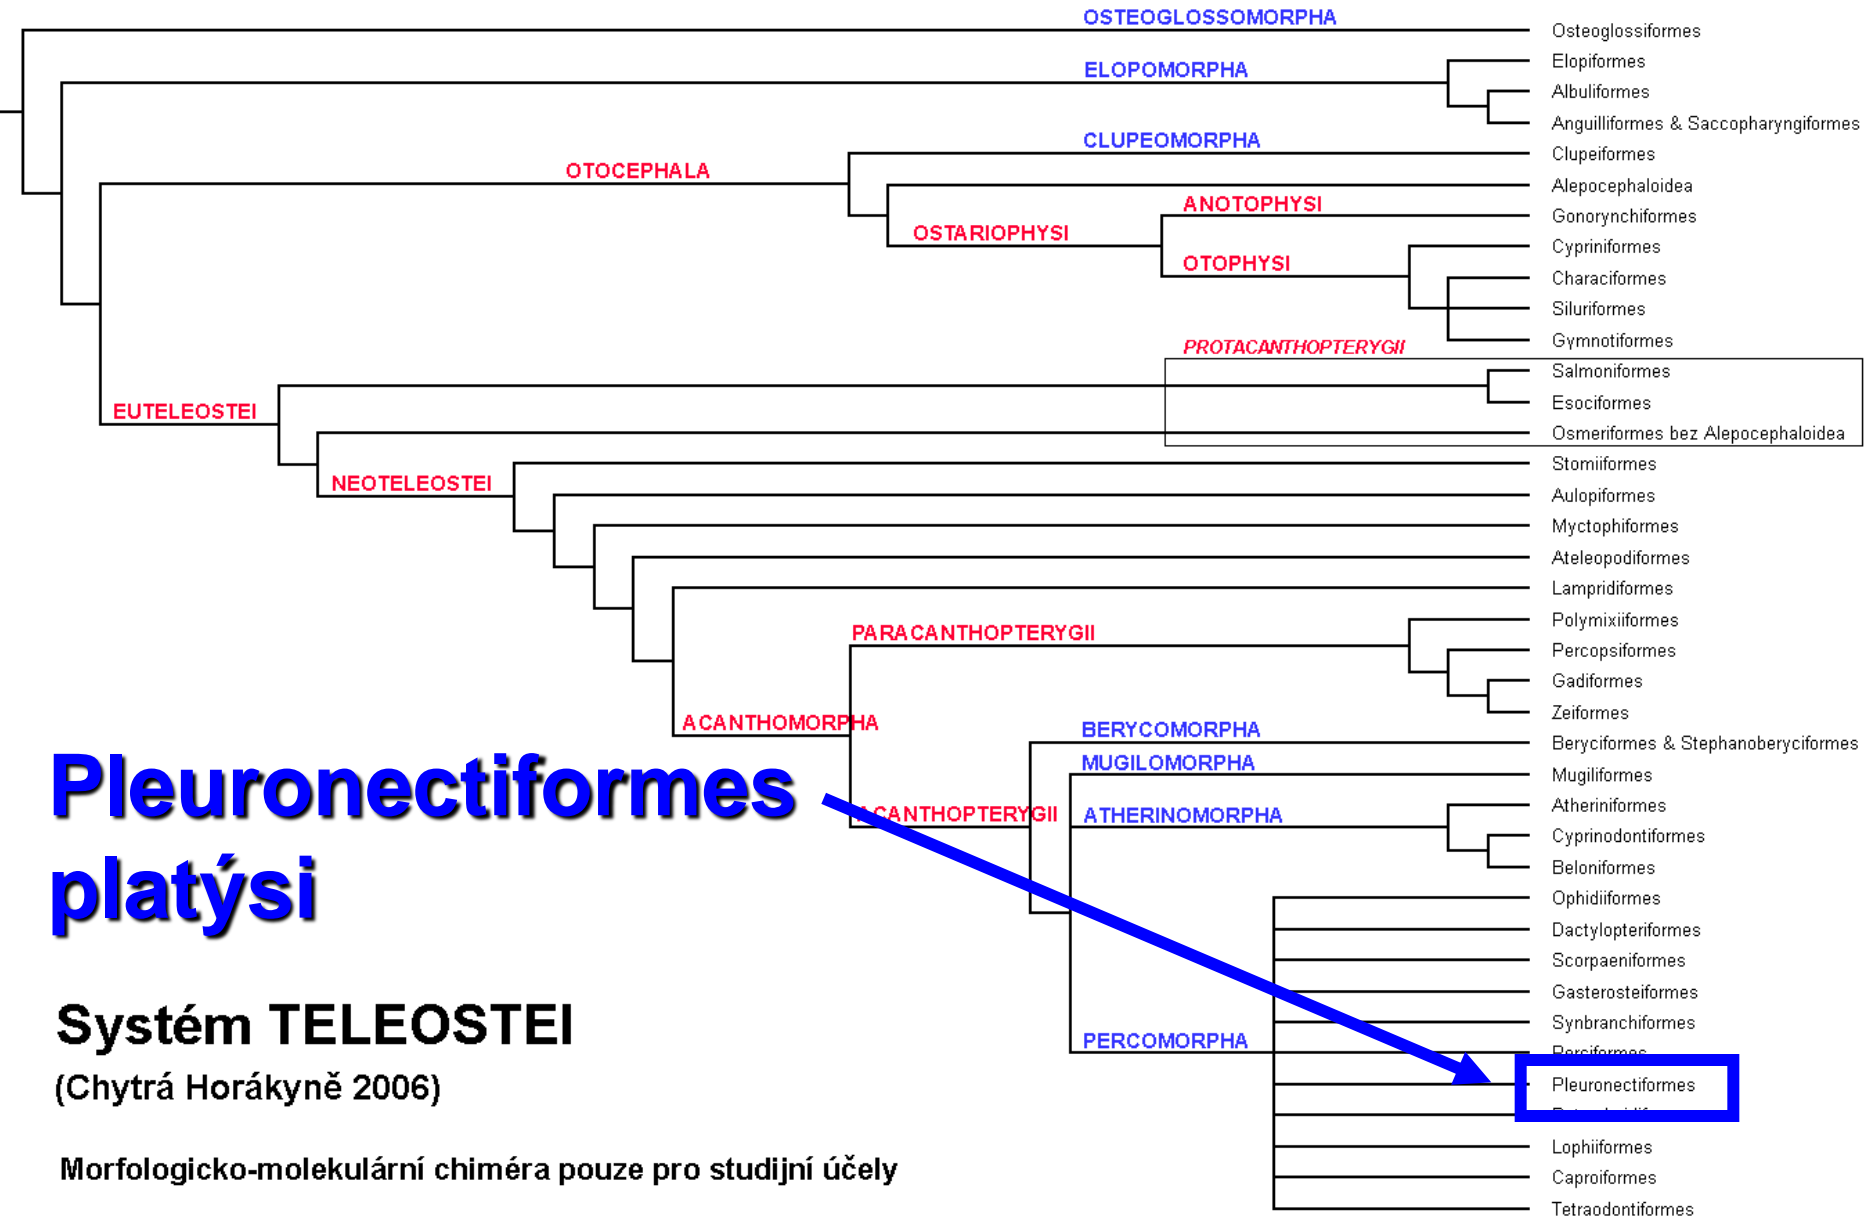 OSTEOGLOSSOMORPHA
Osteoglossiformes
Elopiformes
ELOPOMORPHA
Albuliformes
Anguilliformes & Saccopharyngiformes
CLUPEOMORPHA
Clupeiformes
OTOCEPHALA
Alepocephaloidea
ANOTOPHYSI
Gonorynchiformes
OSTARIOPHYSI
Cypriniformes
OTOPHYSI
Characiformes
Siluriformes
Gymnotiformes
PROTACANTHOPTERYGII
Salmoniformes
Esociformes
EUTELEOSTEI
Osmeriformes bez Alepocephaloidea
Stomiiformes
NEOTELEOSTEI
Aulopiformes
Myctophiformes
Ateleopodiformes
Lampridiformes
Polymixiiformes
PARACANTHOPTERYGII
Percopsiformes
Gadiformes
Zeiformes
ACANTHOMORPHA
BERYCOMORPHA
Beryciformes & Stephanoberyciformes
MUGILOMORPHA
Mugiliformes
Pleuronectiformes
platýsi
Atheriniformes
ACANTHOPTERYGII
ATHERINOMORPHA
Cyprinodontiformes
Beloniformes
Ophidiiformes
Dactylopteriformes
Scorpaeniformes
Gasterosteiformes
Synbranchiformes
PERCOMORPHA
Perciformes
Pleuronectiformes
Lophiiformes
Caproiformes
Tetraodontiformes
Systém TELEOSTEI
(Chytrá Horákyně 2006)
Morfologicko-molekulární chiméra pouze pro studijní účely